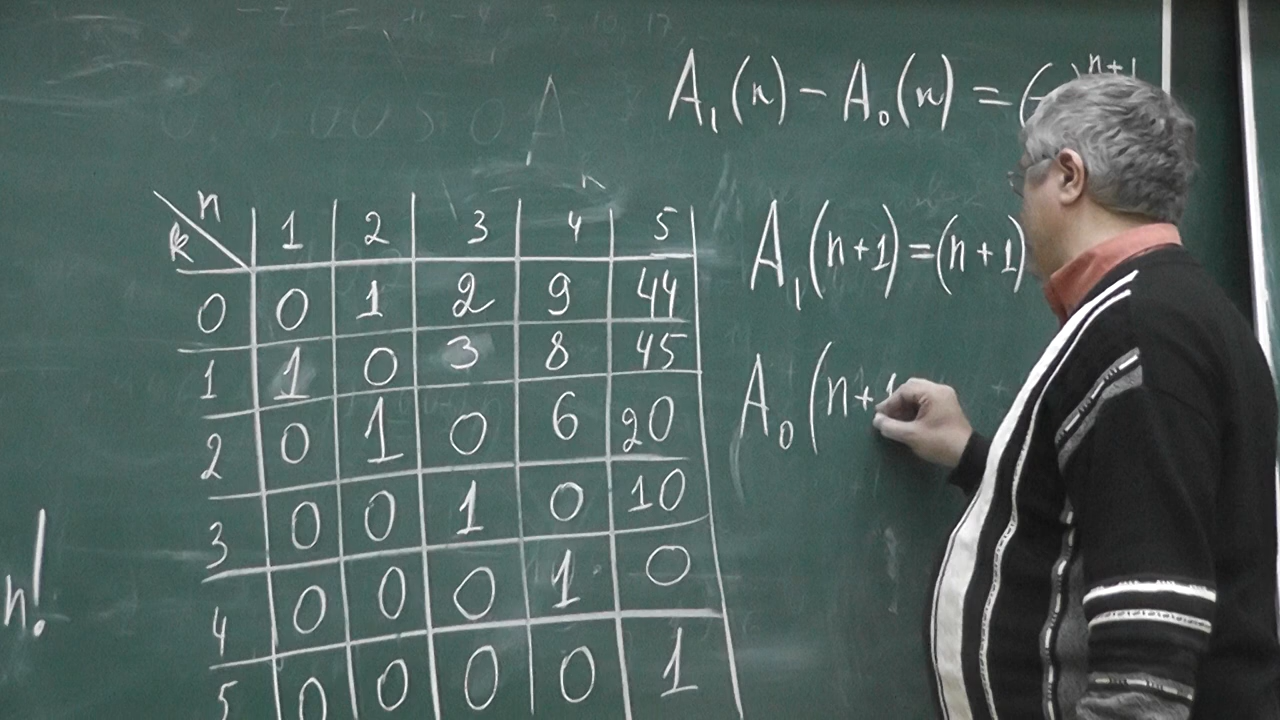 A₁(n) − A₀(n) = (−)ⁿ⁺¹
n
k 1 2 3 4 5
A₁(n+1) = (n+1)
0 0 1 2 9 44
1 1 0 3 8 45
A₀(n+1
2 0 1 0 6 20
3 0 0 1 0 10
4 0 0 0 1 0
n!
5 0 0 0 0 1